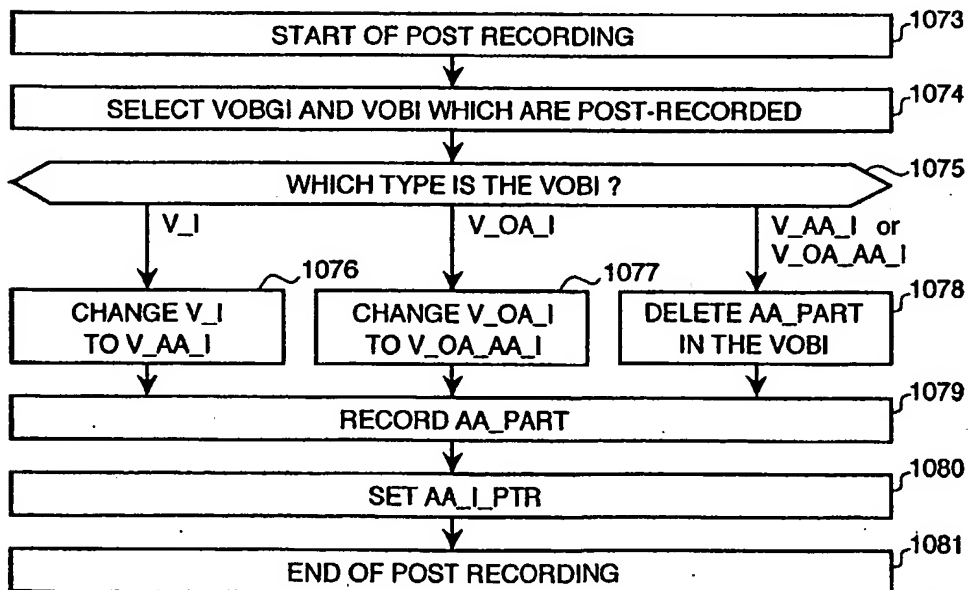 START OF POST RECORDING
1073
SELECT VOBGI AND VOBI WHICH ARE POST-RECORDED
1074
WHICH TYPE IS THE VOBI ?
1075
V_I
V_OA_I
V_AA_I or
V_OA_AA_I
1076
CHANGE V_I
TO V_AA_I
1077
CHANGE V_OA_I
TO V_OA_AA_I
1078
DELETE AA_PART
IN THE VOBI
1079
RECORD AA_PART
1080
SET AA_I_PTR
1081
END OF POST RECORDING